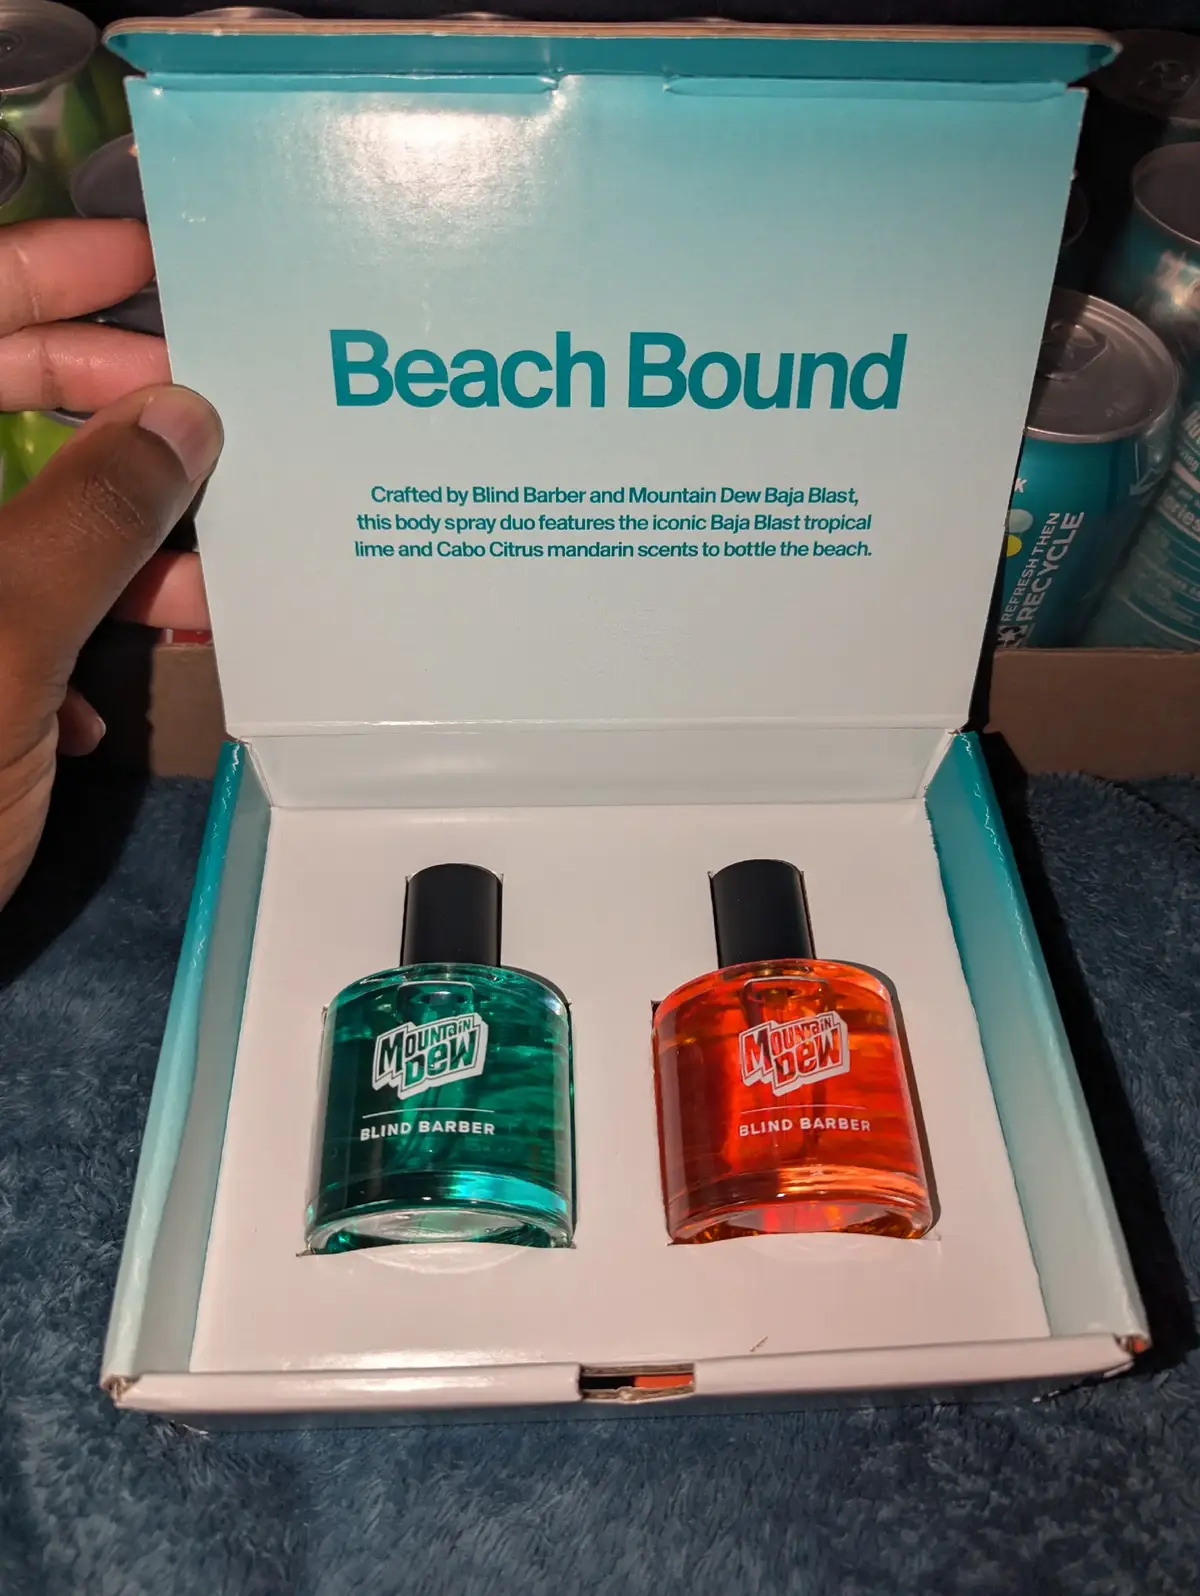 Beach Bound
Crafted by Blind Barber and Mountain Dew Baja Blast,
this body spray duo features the iconic Baja Blast tropical
lime and Cabo Citrus mandarin scents to bottle the beach.
REFRESH THEN
RECYCLE
MOUNTAIN
DEW
BLIND BARBER
MOUNTAIN
DEW
BLIND BARBER